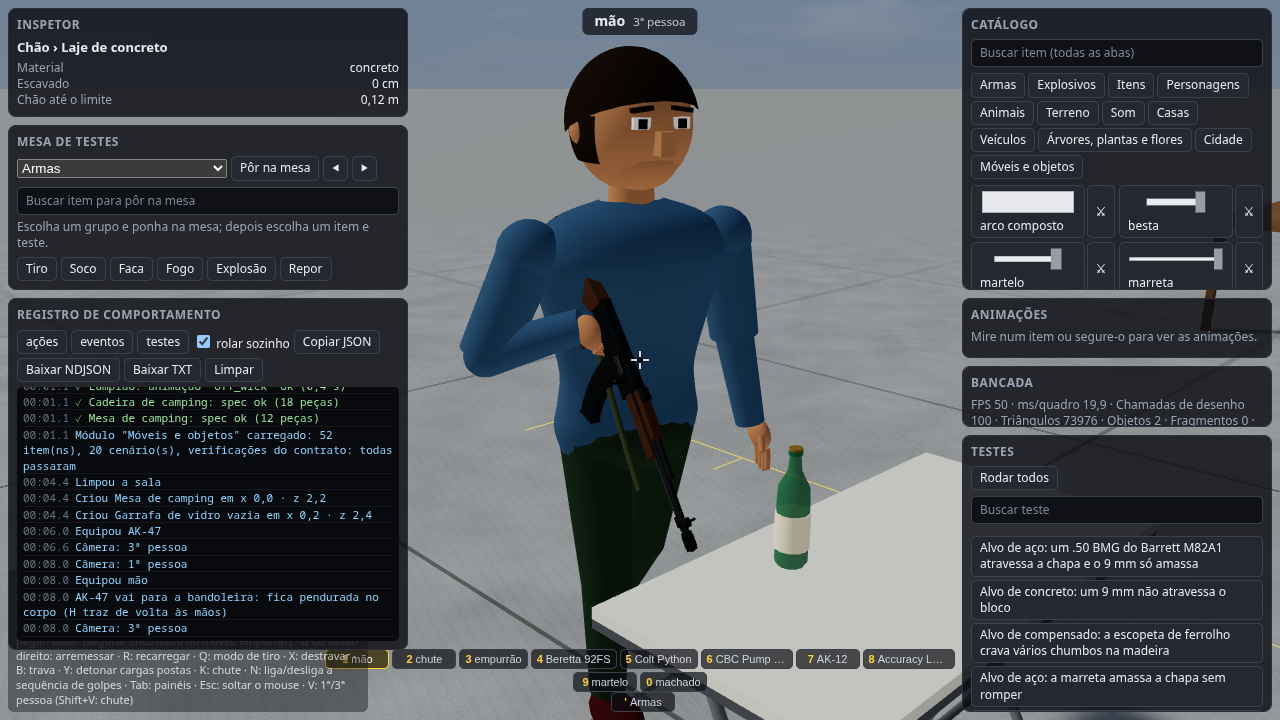 mão 3ª pessoa
INSPETOR
Chão › Laje de concreto
Material concreto
Escavado 0 cm
Chão até o limite 0,12 m
MESA DE TESTES
Armas Pôr na mesa ◄ ►
Buscar item para pôr na mesa
Escolha um grupo e ponha na mesa; depois escolha um item e
teste.
Tiro Soco Faca Fogo Explosão Repor
REGISTRO DE COMPORTAMENTO
ações eventos testes rolar sozinho Copiar JSON
Baixar NDJSON Baixar TXT Limpar
00:01.1 ✓ Lampião: animação "off_wick" ok (0,4 s)
00:01.1 ✓ Cadeira de camping: spec ok (18 peças)
00:01.1 ✓ Mesa de camping: spec ok (12 peças)
00:01.1 Módulo "Móveis e objetos" carregado: 52
item(ns), 20 cenário(s), verificações do contrato: todas
passaram
00:04.4 Limpou a sala
00:04.4 Criou Mesa de camping em x 0,0 · z 2,2
00:04.4 Criou Garrafa de vidro vazia em x 0,2 · z 2,4
00:06.0 Equipou AK-47
00:06.6 Câmera: 3ª pessoa
00:08.0 Câmera: 1ª pessoa
00:08.0 Equipou mão
00:08.0 AK-47 vai para a bandoleira: fica pendurada no
corpo (H traz de volta às mãos)
00:08.0 Câmera: 3ª pessoa
direito: arremessar · R: recarregar · Q: modo de tiro · X: destravar
B: trava · Y: detonar cargas postas · K: chute · N: liga/desliga a
sequência de golpes · Tab: painéis · Esc: soltar o mouse · V: 1ª/3ª
pessoa (Shift+V: chute)
1 mão 2 chute 3 empurrão 4 Beretta 92FS 5 Colt Python 6 CBC Pump ... 7 AK-12 8 Accuracy L...
9 martelo 0 machado
' Armas
CATÁLOGO
Buscar item (todas as abas)
Armas Explosivos Itens Personagens
Animais Terreno Som Casas
Veículos Árvores, plantas e flores Cidade
Móveis e objetos
arco composto ⚔ besta ⚔
martelo ⚔ marreta ⚔
ANIMAÇÕES
Mire num item ou segure-o para ver as animações.
BANCADA
FPS 50 · ms/quadro 19,9 · Chamadas de desenho
100 · Triângulos 73976 · Objetos 2 · Fragmentos 0 ·
TESTES
Rodar todos
Buscar teste
Alvo de aço: um .50 BMG do Barrett M82A1
atravessa a chapa e o 9 mm só amassa
Alvo de concreto: um 9 mm não atravessa o
bloco
Alvo de compensado: a escopeta de ferrolho
crava vários chumbos na madeira
Alvo de aço: a marreta amassa a chapa sem
romper